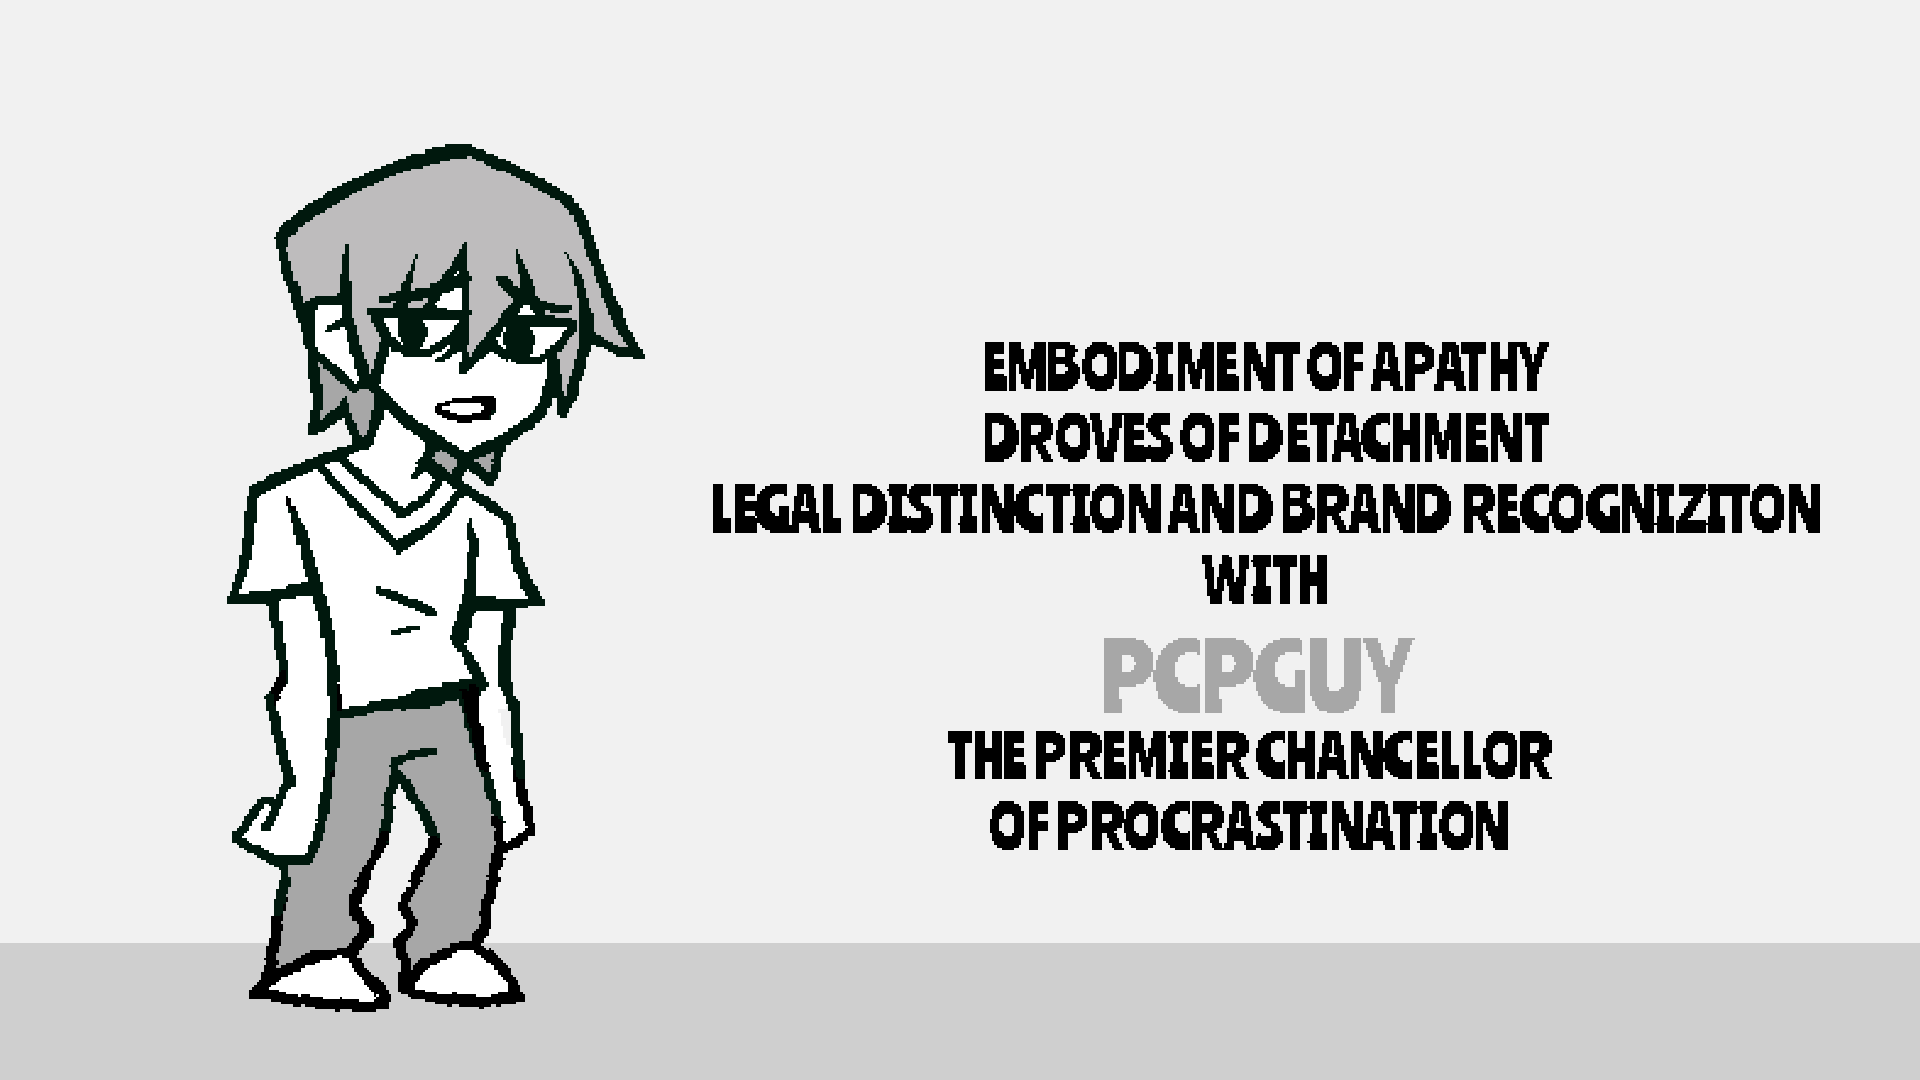 EMBODIMENT OF APATHY
DROVES OF DETACHMENT
LEGAL DISTINCTION AND BRAND RECOGNIZITON
WITH
PCPGUY
THE PREMIER CHANCELLOR
OF PROCRASTINATION